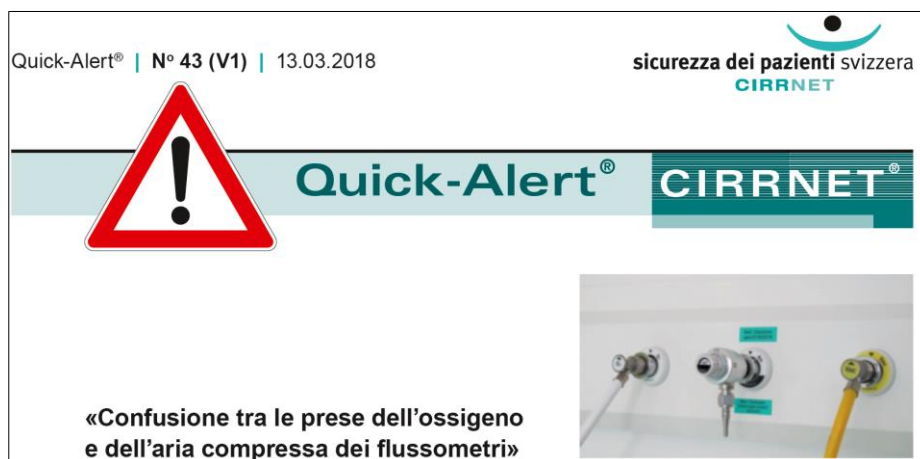 Quick-Alert® | Nº 43 (V1) | 13.03.2018
sicurezza dei pazienti svizzera
CIRRNET
Quick-Alert®
CIRRNET®
«Confusione tra le prese dell'ossigeno
e dell'aria compressa dei flussometri»